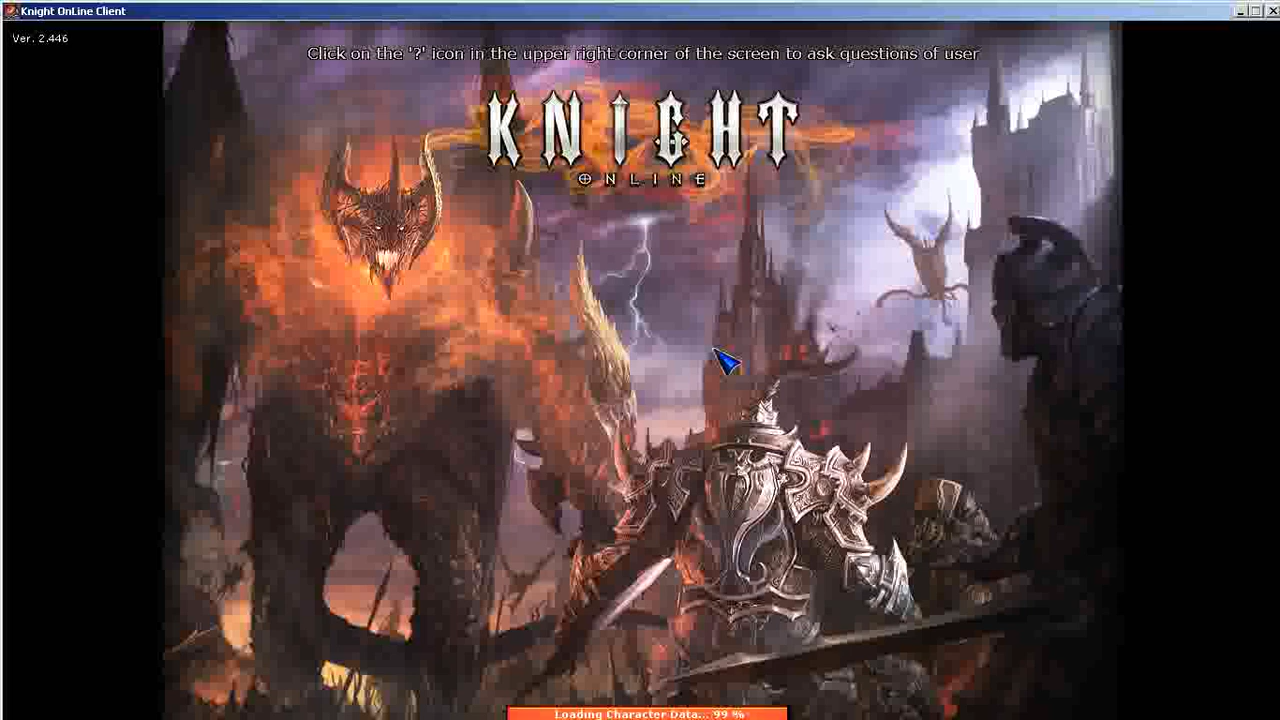 Knight OnLine Client
Ver. 2.446
Click on the '?' icon in the upper right corner of the screen to ask questions of user
KNIGHT
ONLINE
Loading Character Data... 99 %